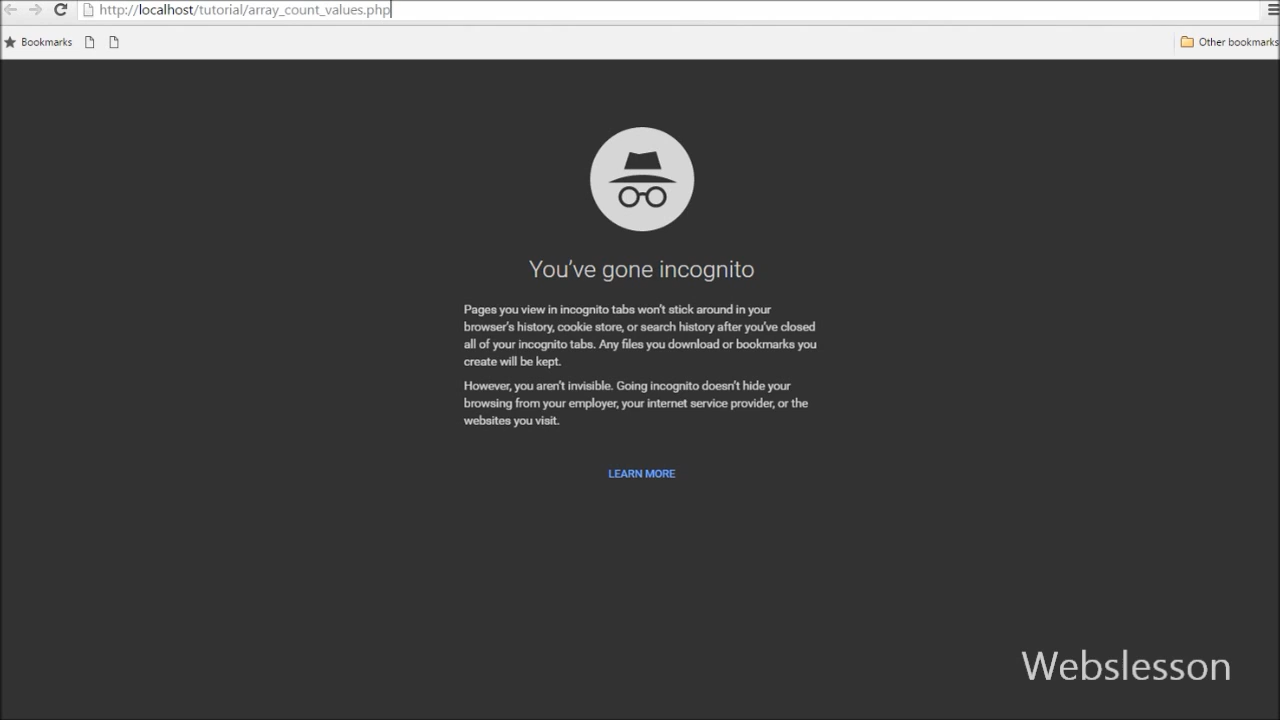 http://localhost/tutorial/array_count_values.php
Bookmarks
Other bookmarks
You've gone incognito
Pages you view in incognito tabs won't stick around in your
browser's history, cookie store, or search history after you've closed
all of your incognito tabs. Any files you download or bookmarks you
create will be kept.
However, you aren't invisible. Going incognito doesn't hide your
browsing from your employer, your internet service provider, or the
websites you visit.
LEARN MORE
Webslesson